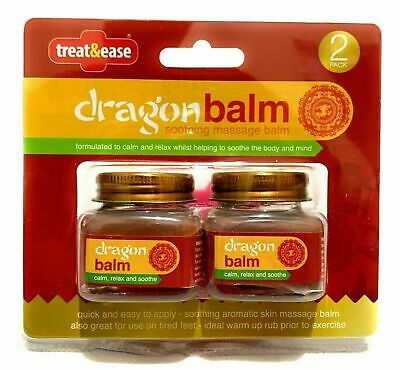 treat&ease
2
PACK
dragonbalm
soothing massage balm
formulated to calm and relax whilst helping to soothe the body and mind
dragon
balm
calm, relax and soothe
dragon
balm
calm, relax and soothe
quick and easy to apply - soothing aromatic skin massage balm
also great for use on tired feet - ideal warm up rub prior to exercise